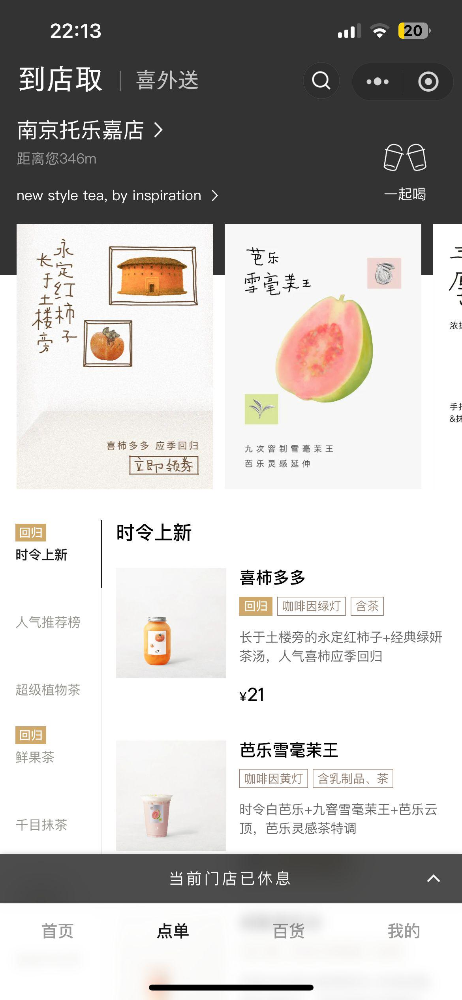 22:13
20
到店取
喜外送
南京托乐嘉店
距离您346m
new style tea, by inspiration
一起喝
永定红柿子
长于土楼旁
喜柿多多 应季回归
立即领券
芭乐
雪毫茉王
九次窨制雪毫茉王
芭乐灵感延伸
浓
手
&抹
回归
时令上新
人气推荐榜
超级植物茶
回归
鲜果茶
千目抹茶
时令上新
喜柿多多
回归 咖啡因绿灯 含茶
长于土楼旁的永定红柿子+经典绿妍
茶汤，人气喜柿应季回归
¥21
芭乐雪毫茉王
咖啡因黄灯 含乳制品、茶
时令白芭乐+九窨雪毫茉王+芭乐云
顶，芭乐灵感茶特调
当前门店已休息
首页
点单
百货
我的